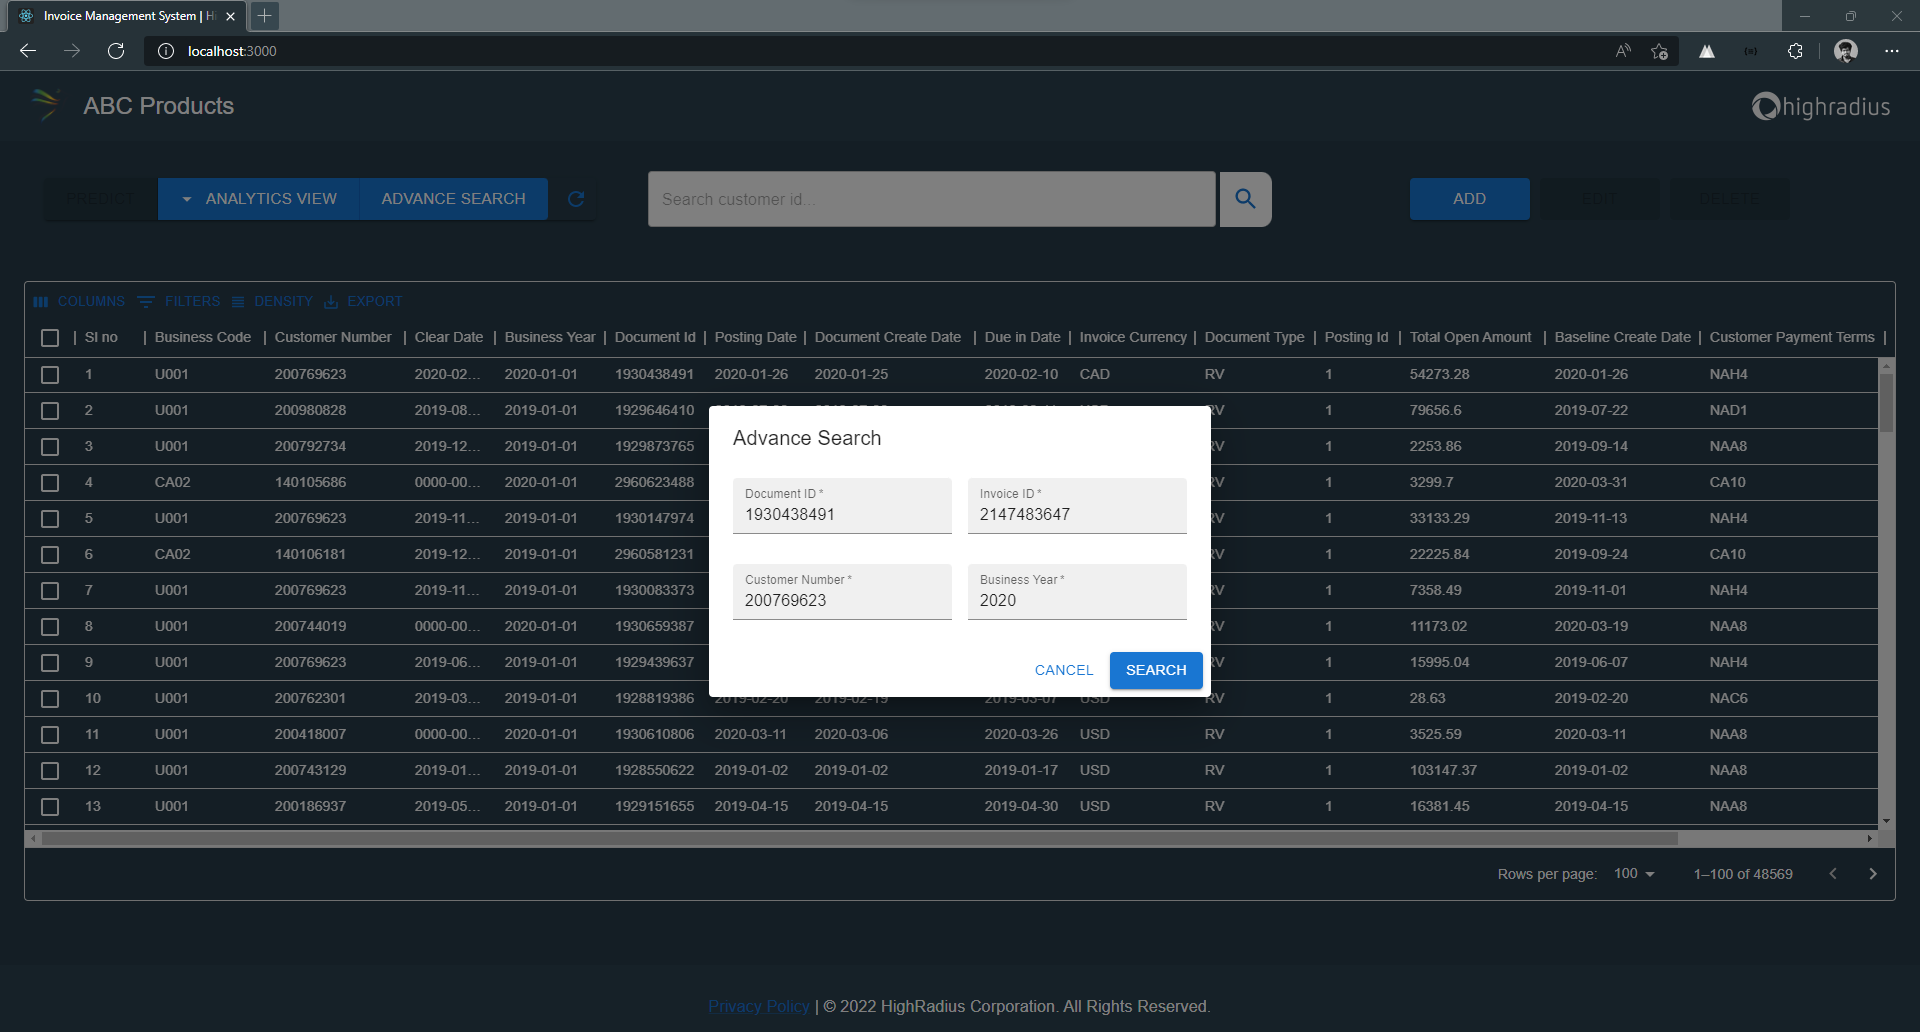 Invoice Management System | Hi
localhost:3000
ABC Products
highradius
PREDICT ANALYTICS VIEW ADVANCE SEARCH Search customer id... ADD EDIT DELETE
COLUMNS FILTERS DENSITY EXPORT
Sl no Business Code Customer Number Clear Date Business Year Document Id Posting Date Document Create Date Due in Date Invoice Currency Document Type Posting Id Total Open Amount Baseline Create Date Customer Payment Terms
1 U001 200769623 2020-02... 2020-01-01 1930438491 2020-01-26 2020-01-25 2020-02-10 CAD RV 1 54273.28 2020-01-26 NAH4
2 U001 200980828 2019-08... 2019-01-01 1929646410 RV 1 79656.6 2019-07-22 NAD1
3 U001 200792734 2019-12... 2019-01-01 1929873765 RV 1 2253.86 2019-09-14 NAA8
4 CA02 140105686 0000-00... 2020-01-01 2960623488 RV 1 3299.7 2020-03-31 CA10
5 U001 200769623 2019-11... 2019-01-01 1930147974 RV 1 33133.29 2019-11-13 NAH4
6 CA02 140106181 2019-12... 2019-01-01 2960581231 RV 1 22225.84 2019-09-24 CA10
7 U001 200769623 2019-11... 2019-01-01 1930083373 RV 1 7358.49 2019-11-01 NAH4
8 U001 200744019 0000-00... 2020-01-01 1930659387 RV 1 11173.02 2020-03-19 NAA8
9 U001 200769623 2019-06... 2019-01-01 1929439637 RV 1 15995.04 2019-06-07 NAH4
10 U001 200762301 2019-03... 2019-01-01 1928819386 2019-02-20 2019-02-19 2019-03-07 USD RV 1 28.63 2019-02-20 NAC6
11 U001 200418007 0000-00... 2020-01-01 1930610806 2020-03-11 2020-03-06 2020-03-26 USD RV 1 3525.59 2020-03-11 NAA8
12 U001 200743129 2019-01... 2019-01-01 1928550622 2019-01-02 2019-01-02 2019-01-17 USD RV 1 103147.37 2019-01-02 NAA8
13 U001 200186937 2019-05... 2019-01-01 1929151655 2019-04-15 2019-04-15 2019-04-30 USD RV 1 16381.45 2019-04-15 NAA8
Advance Search
Document ID * Invoice ID *
1930438491 2147483647
Customer Number * Business Year *
200769623 2020
CANCEL SEARCH
Rows per page: 100 1–100 of 48569
Privacy Policy | © 2022 HighRadius Corporation. All Rights Reserved.